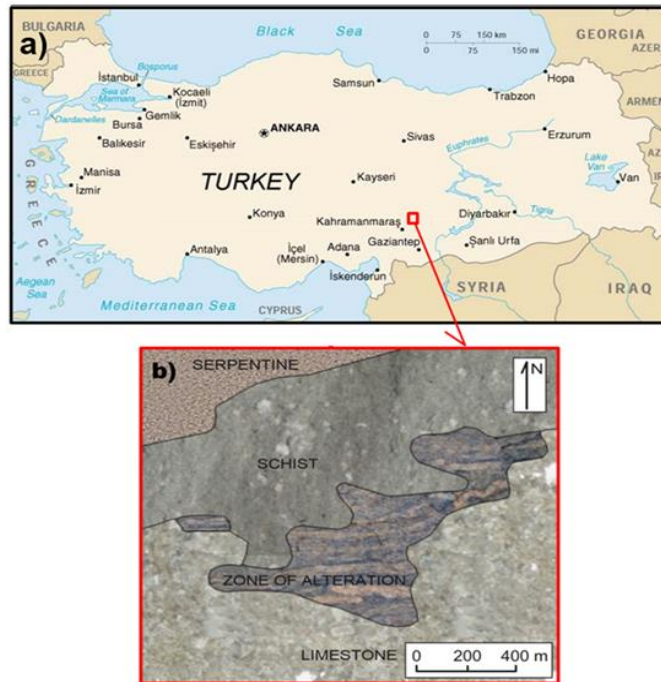 BULGARIA
a)
Black Sea
0 75 150 km
0 75 150 mi
GEORGIA
AZER
GREECE
Bosporus
İstanbul
Sea of
Marmara
Kocaeli
(İzmit)
Gemlik
Dardanelles
Bursa
Balıkesir
Eskişehir
ANKARA
Samsun
Trabzon
Hopa
ARMEN
Sivas
Euphrates
Erzurum
AZ
IR
Manisa
İzmir
GREECE
TURKEY
Kayseri
Lake
Van
Van
Konya
Kahramanmaraş
Diyarbakır
Tigris
Antalya
İçel
(Mersin)
Adana
Gaziantep
Şanlı Urfa
İskenderun
Aegean
Sea
Mediterranean Sea
CYPRUS
SYRIA
IRAQ
b)
SERPENTINE
N
SCHIST
ZONE OF ALTERATION
LIMESTONE
0 200 400 m